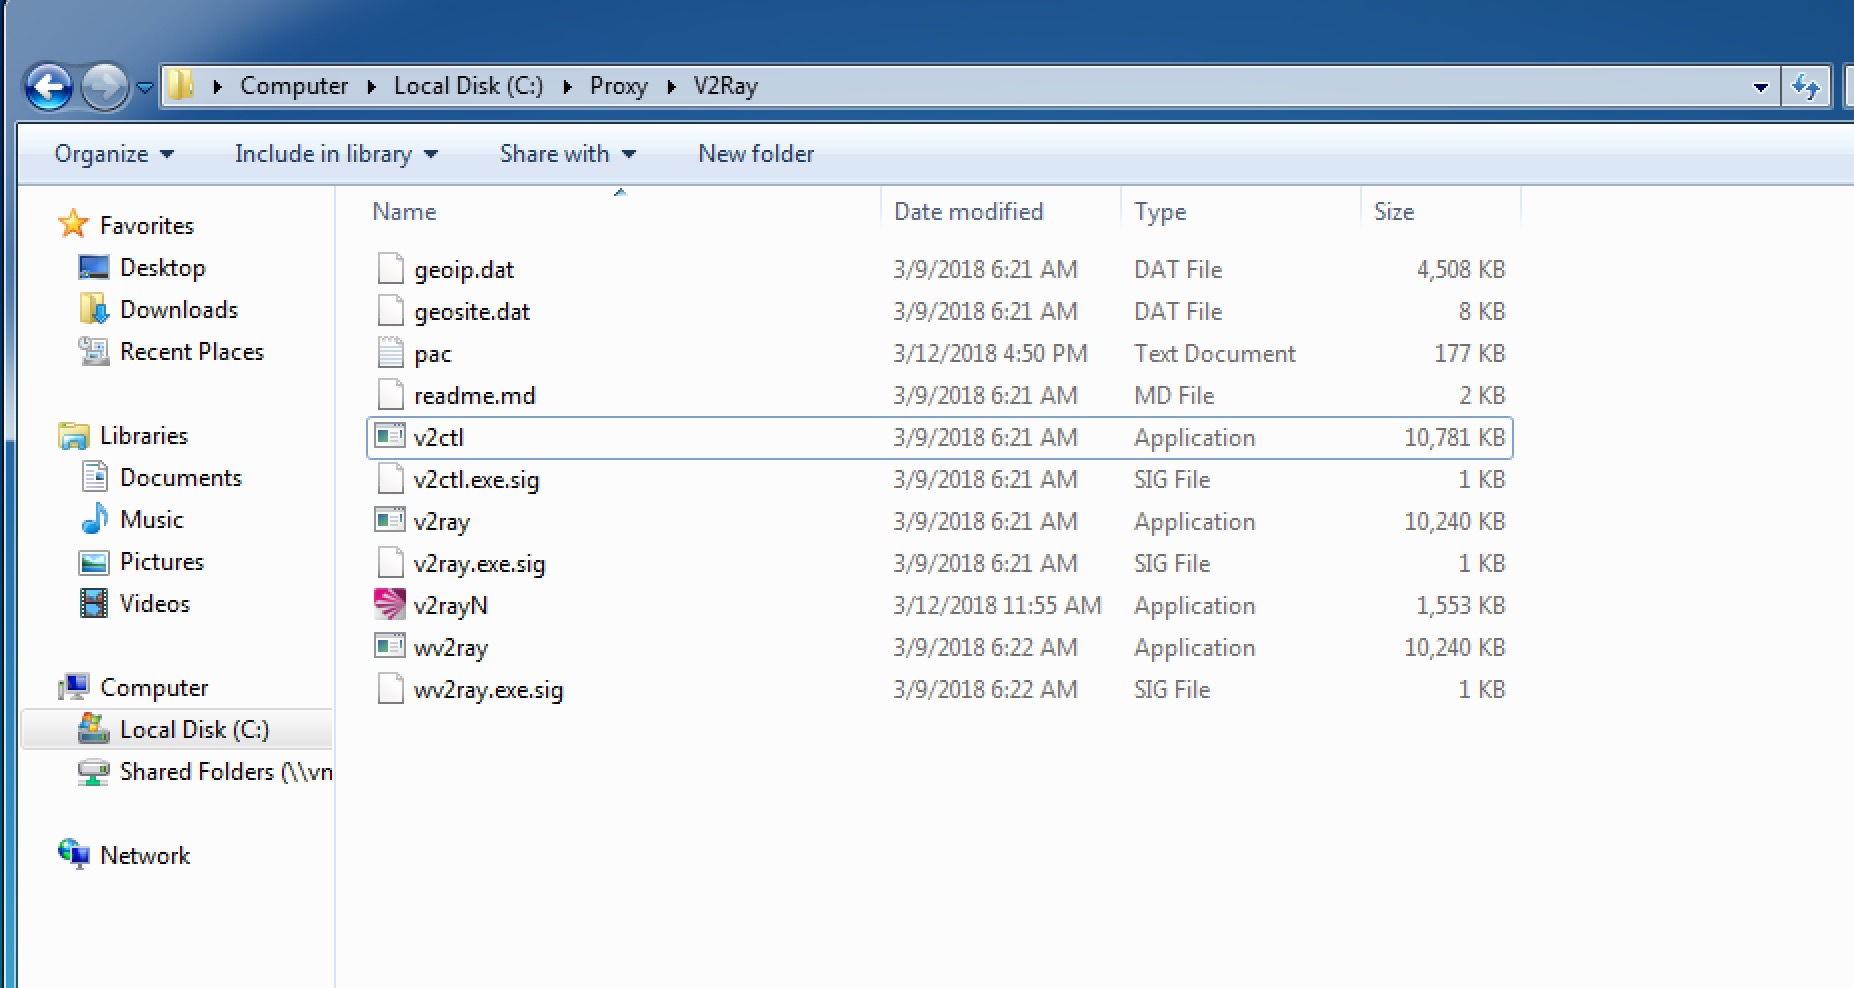 Computer Local Disk (C:) Proxy V2Ray
Organize Include in library Share with New folder
Favorites
Desktop
Downloads
Recent Places
Libraries
Documents
Music
Pictures
Videos
Computer
Local Disk (C:)
Shared Folders (\\vn
Network
Name Date modified Type Size
geoip.dat 3/9/2018 6:21 AM DAT File 4,508 KB
geosite.dat 3/9/2018 6:21 AM DAT File 8 KB
pac 3/12/2018 4:50 PM Text Document 177 KB
readme.md 3/9/2018 6:21 AM MD File 2 KB
v2ctl 3/9/2018 6:21 AM Application 10,781 KB
v2ctl.exe.sig 3/9/2018 6:21 AM SIG File 1 KB
v2ray 3/9/2018 6:21 AM Application 10,240 KB
v2ray.exe.sig 3/9/2018 6:21 AM SIG File 1 KB
v2rayN 3/12/2018 11:55 AM Application 1,553 KB
wv2ray 3/9/2018 6:22 AM Application 10,240 KB
wv2ray.exe.sig 3/9/2018 6:22 AM SIG File 1 KB